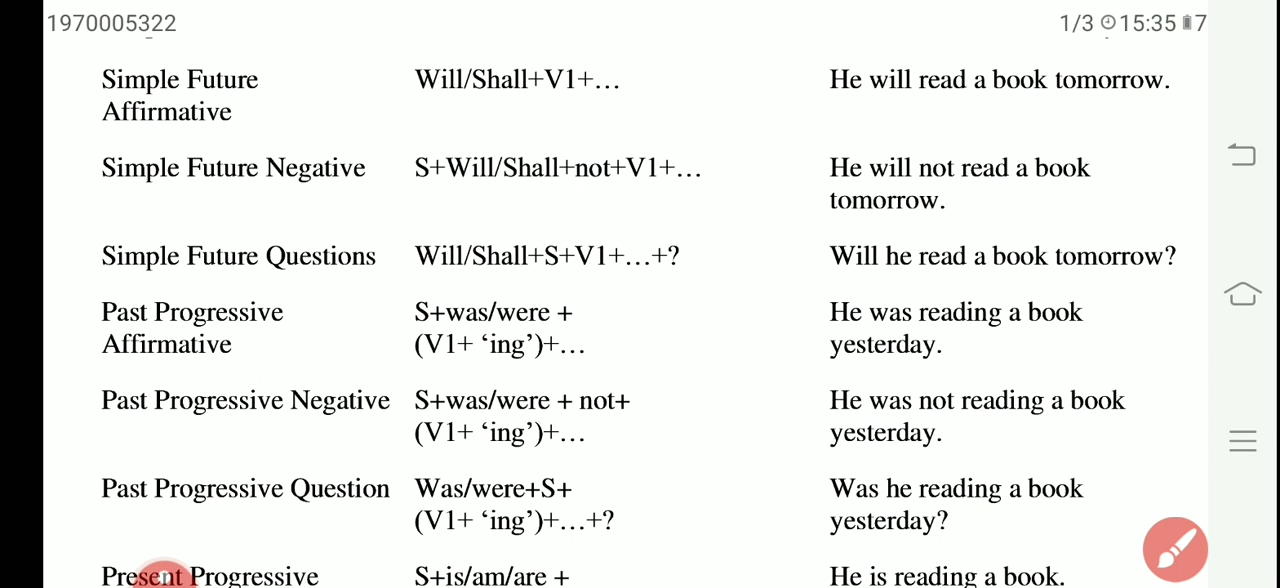 1970005322
1/3 15:35 7
Simple Future Will/Shall+V1+… He will read a book tomorrow.
Affirmative
Simple Future Negative S+Will/Shall+not+V1+… He will not read a book
tomorrow.
Simple Future Questions Will/Shall+S+V1+…+? Will he read a book tomorrow?
Past Progressive S+was/were + He was reading a book
Affirmative (V1+ ‘ing’)+… yesterday.
Past Progressive Negative S+was/were + not+ He was not reading a book
(V1+ ‘ing’)+… yesterday.
Past Progressive Question Was/were+S+ Was he reading a book
(V1+ ‘ing’)+…+? yesterday?
Present Progressive S+is/am/are + He is reading a book.